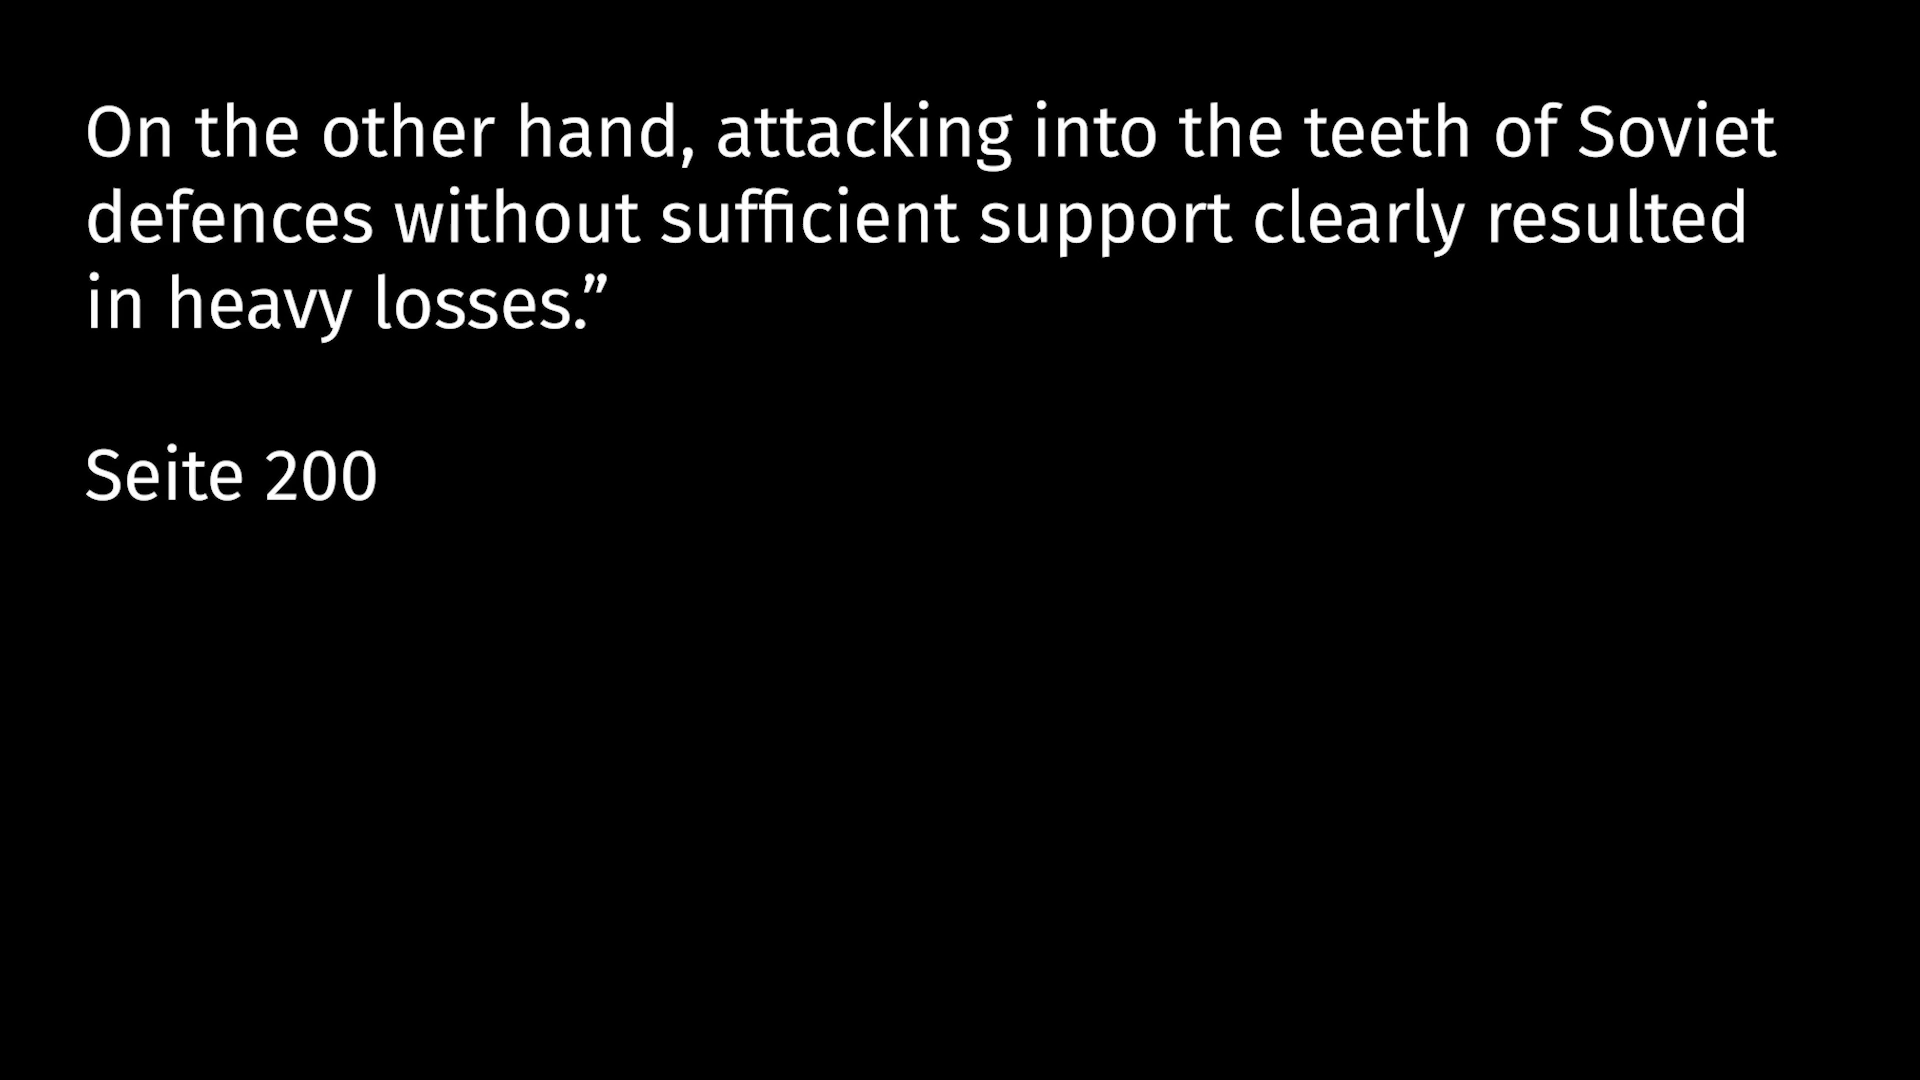 On the other hand, attacking into the teeth of Soviet
defences without sufficient support clearly resulted
in heavy losses.”
Seite 200